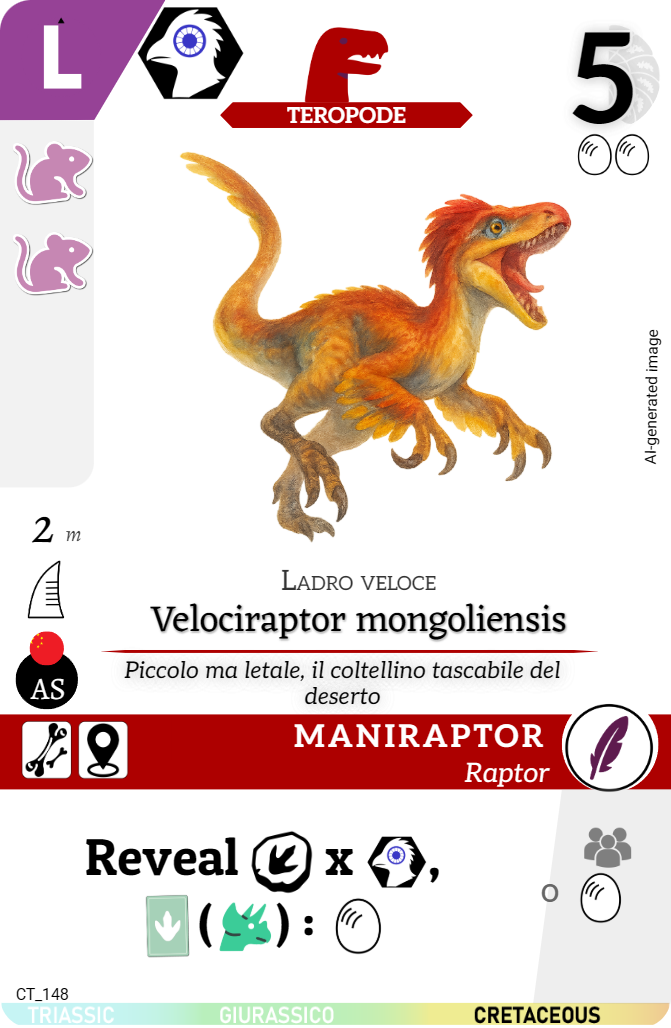 L
TEROPODE
5
AI-generated image
2 m
LADRO VELOCE
Velociraptor mongoliensis
Piccolo ma letale, il coltellino tascabile del
deserto
AS
MANIRAPTOR
Raptor
Reveal x ,
( ) :
O
CT_148
TRIASSIC GIURASSICO CRETACEOUS